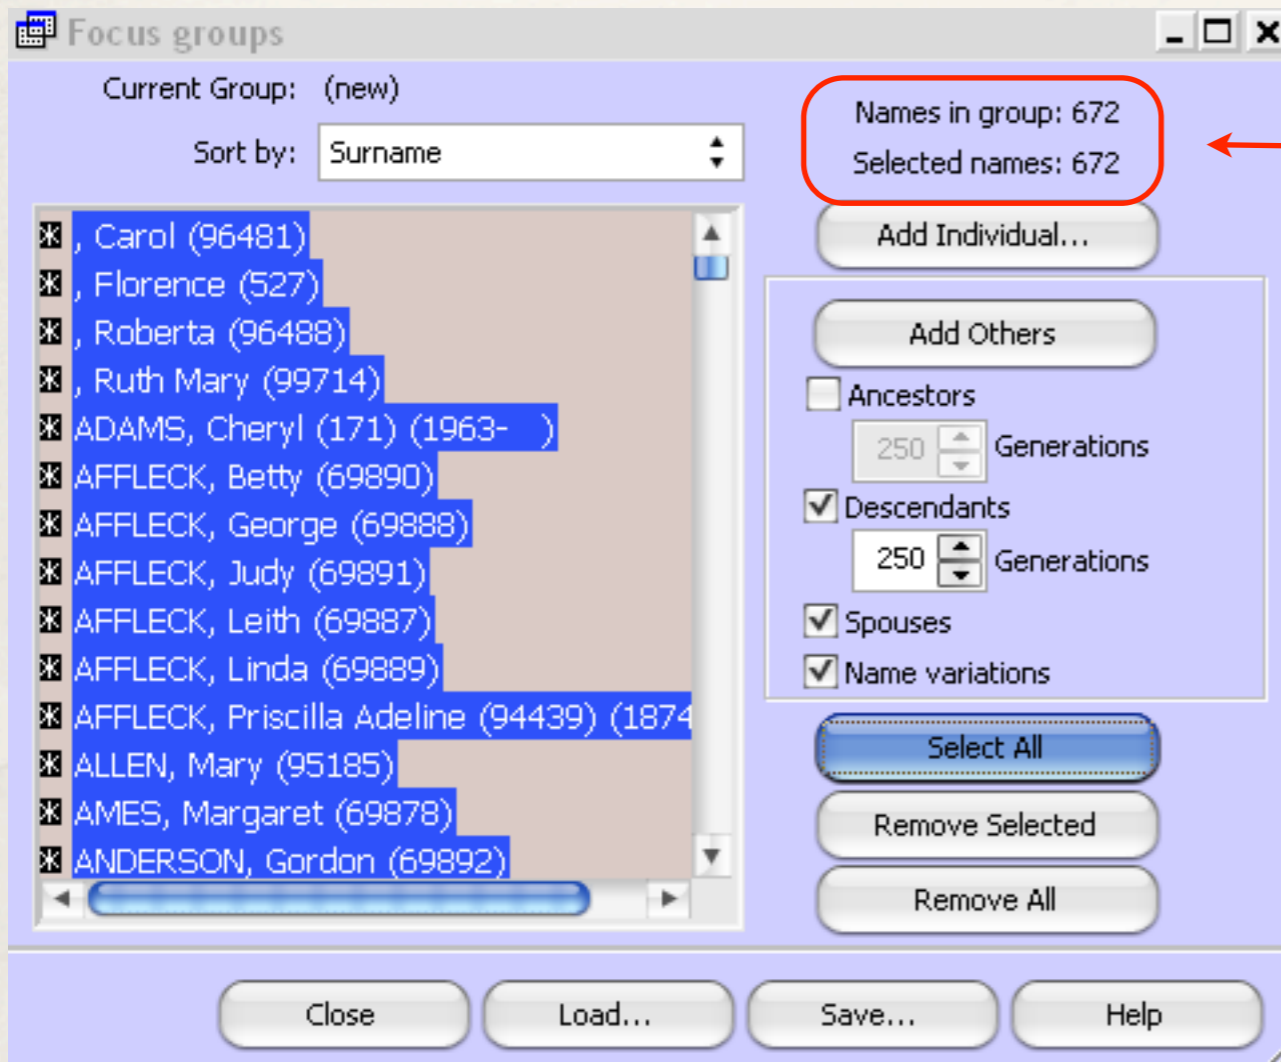 Focus groups
Current Group: (new)
Sort by: Surname
Names in group: 672
Selected names: 672
, Carol (96481)
, Florence (527)
, Roberta (96488)
, Ruth Mary (99714)
ADAMS, Cheryl (171) (1963- )
AFFLECK, Betty (69890)
AFFLECK, George (69888)
AFFLECK, Judy (69891)
AFFLECK, Leith (69887)
AFFLECK, Linda (69889)
AFFLECK, Priscilla Adeline (94439) (1874
ALLEN, Mary (95185)
AMES, Margaret (69878)
ANDERSON, Gordon (69892)
Add Individual...
Add Others
Ancestors
250 Generations
Descendants
250 Generations
Spouses
Name variations
Select All
Remove Selected
Remove All
Close Load... Save... Help